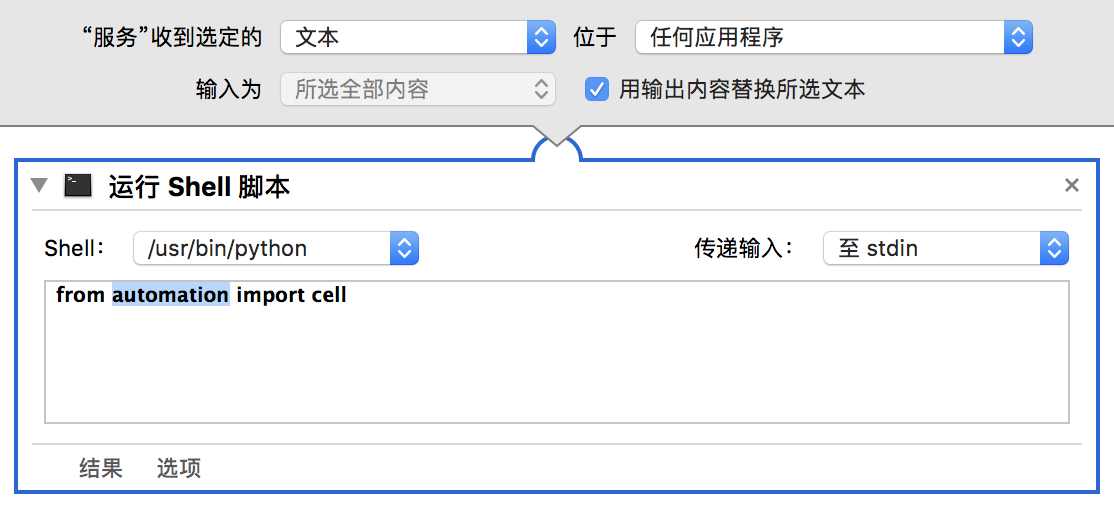 “服务”收到选定的 文本 位于 任何应用程序
输入为 所选全部内容 用输出内容替换所选文本
运行 Shell 脚本
Shell: /usr/bin/python 传递输入: 至 stdin
from automation import cell
结果 选项